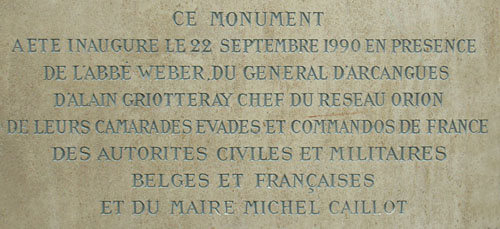 CE MONUMENT
A ETE INAUGURE LE 22 SEPTEMBRE 1990 EN PRESENCE
DE L'ABBÉ WEBER, DU GENERAL D'ARCANGUES
D'ALAIN GRIOTTERAY CHEF DU RESEAU ORION
DE LEURS CAMARADES EVADES ET COMMANDOS DE FRANCE
DES AUTORITES CIVILES ET MILITAIRES
BELGES ET FRANÇAISES
ET DU MAIRE MICHEL CAILLOT